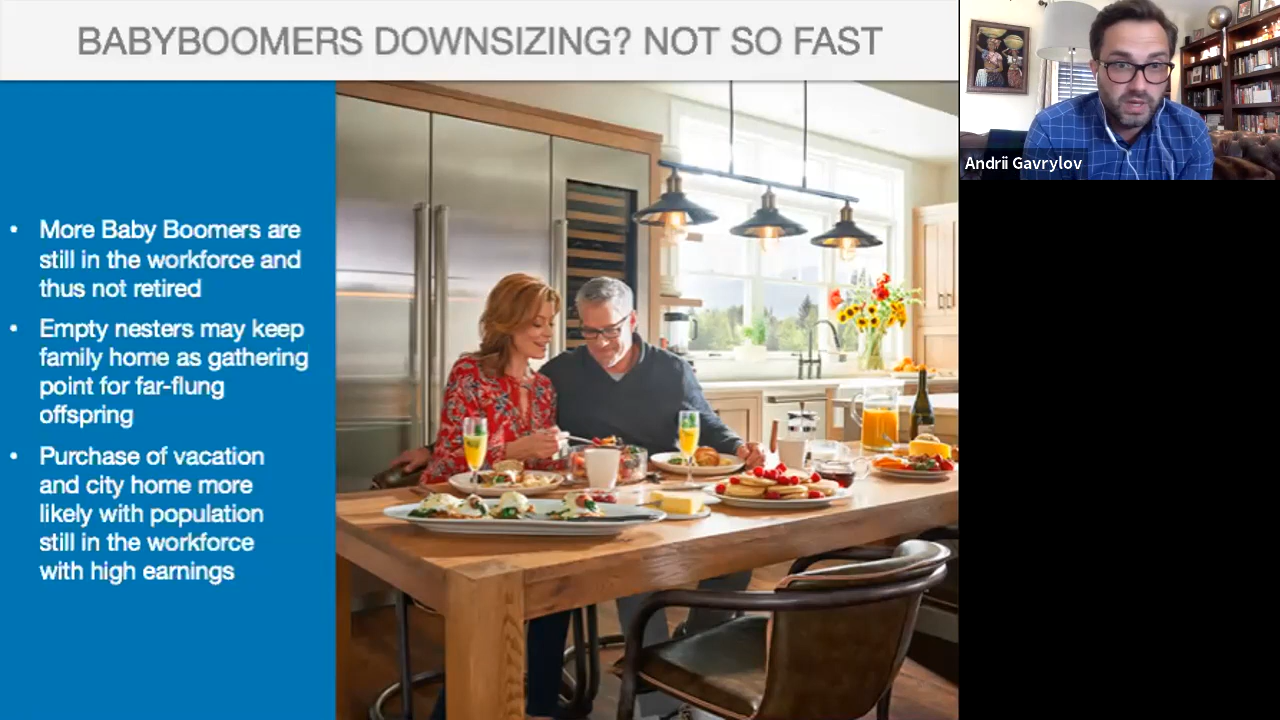 BABYBOOMERS DOWNSIZING? NOT SO FAST
• More Baby Boomers are
still in the workforce and
thus not retired
• Empty nesters may keep
family home as gathering
point for far-flung
offspring
• Purchase of vacation
and city home more
likely with population
still in the workforce
with high earnings
Andrii Gavrylov